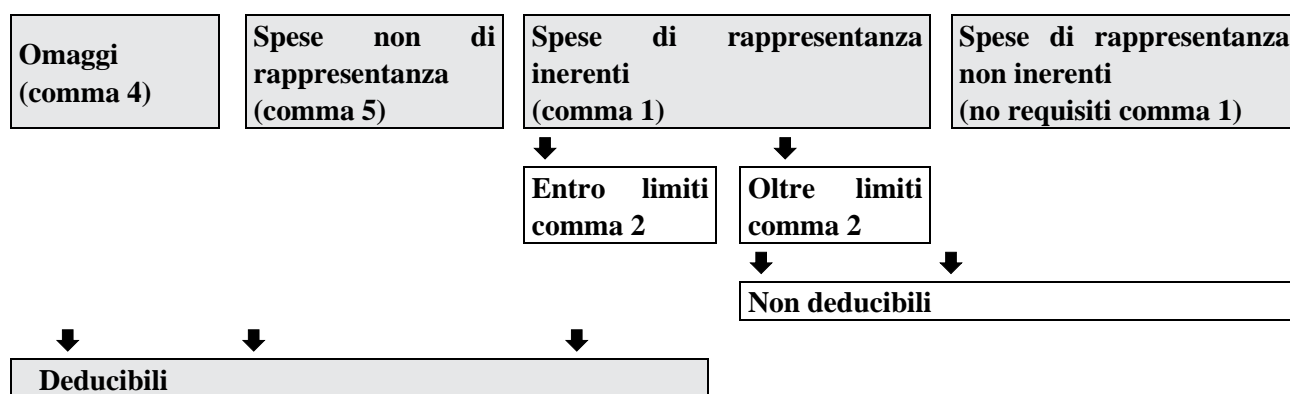 Omaggi
(comma 4)
Spese non di
rappresentanza
(comma 5)
Spese di rappresentanza
inerenti
(comma 1)
Spese di rappresentanza
non inerenti
(no requisiti comma 1)
Entro limiti
comma 2
Oltre limiti
comma 2
Non deducibili
Deducibili